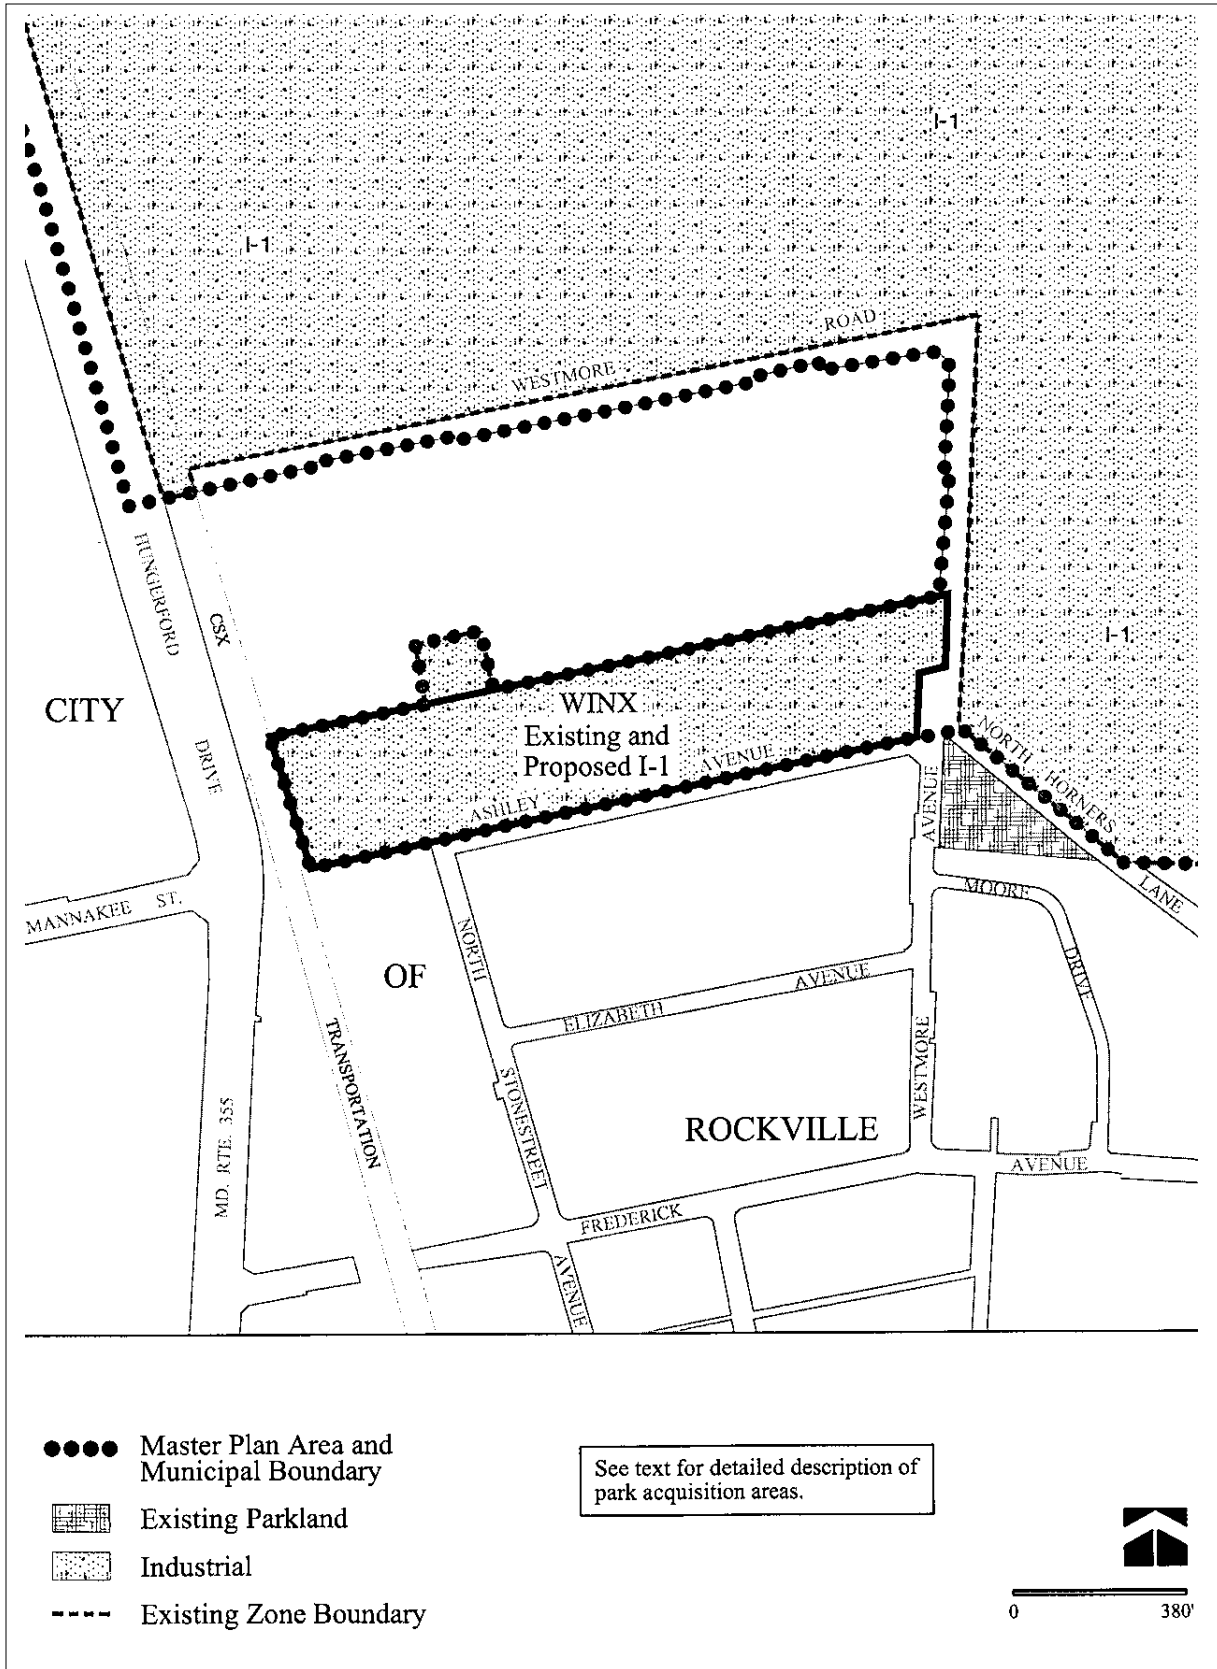 I-1
I-1
WESTMORE ROAD
HUNGERFORD DRIVE
CSX TRANSPORTATION
I-1
CITY
WINX
Existing and
Proposed I-1
ASHLEY AVENUE
NORTH HORNERS LANE
MANNAKEE ST.
MOORE DRIVE
OF
NORTH STONESTREET AVENUE
ELIZABETH AVENUE
WESTMORE AVENUE
ROCKVILLE
MD. RTE. 355
FREDERICK AVENUE
Master Plan Area and
Municipal Boundary
Existing Parkland
Industrial
Existing Zone Boundary
See text for detailed description of
park acquisition areas.
0 380'